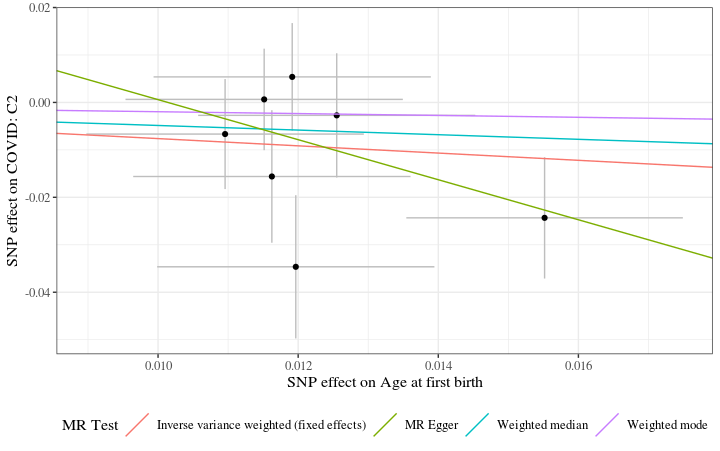 0.02
0.00
-0.02
-0.04
SNP effect on COVID: C2
0.010 0.012 0.014 0.016
SNP effect on Age at first birth
MR Test Inverse variance weighted (fixed effects) MR Egger Weighted median Weighted mode